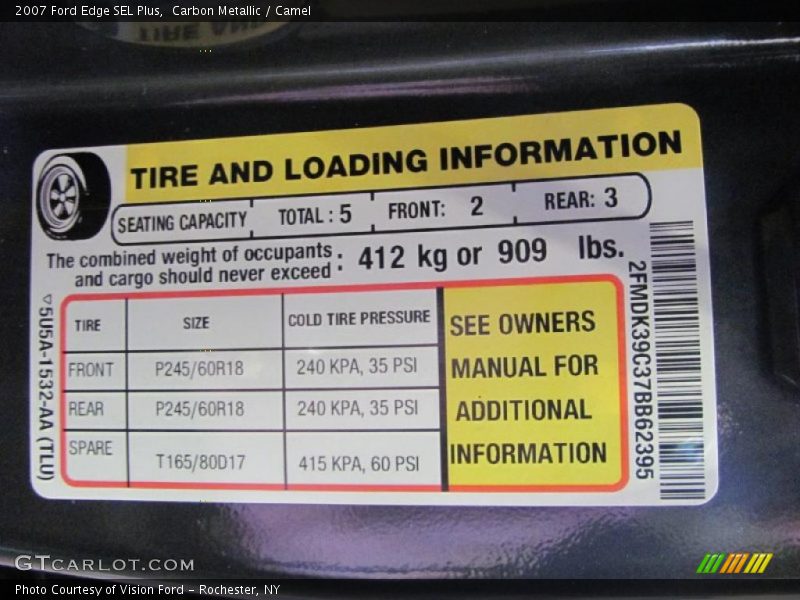 2007 Ford Edge SEL Plus,  Carbon Metallic / Camel
TIRE AND LOADING INFORMATION
SEATING CAPACITY TOTAL : 5 FRONT: 2 REAR: 3
The combined weight of occupants
and cargo should never exceed : 412 kg or 909 lbs.
TIRE SIZE COLD TIRE PRESSURE
FRONT P245/60R18 240 KPA, 35 PSI
REAR P245/60R18 240 KPA, 35 PSI
SPARE T165/80D17 415 KPA, 60 PSI
SEE OWNERS
MANUAL FOR
ADDITIONAL
INFORMATION
5U5A-1532-AA (TLU)
2FMDK39C37BB62395
GTCARLOT.COM
Photo Courtesy of Vision Ford - Rochester, NY